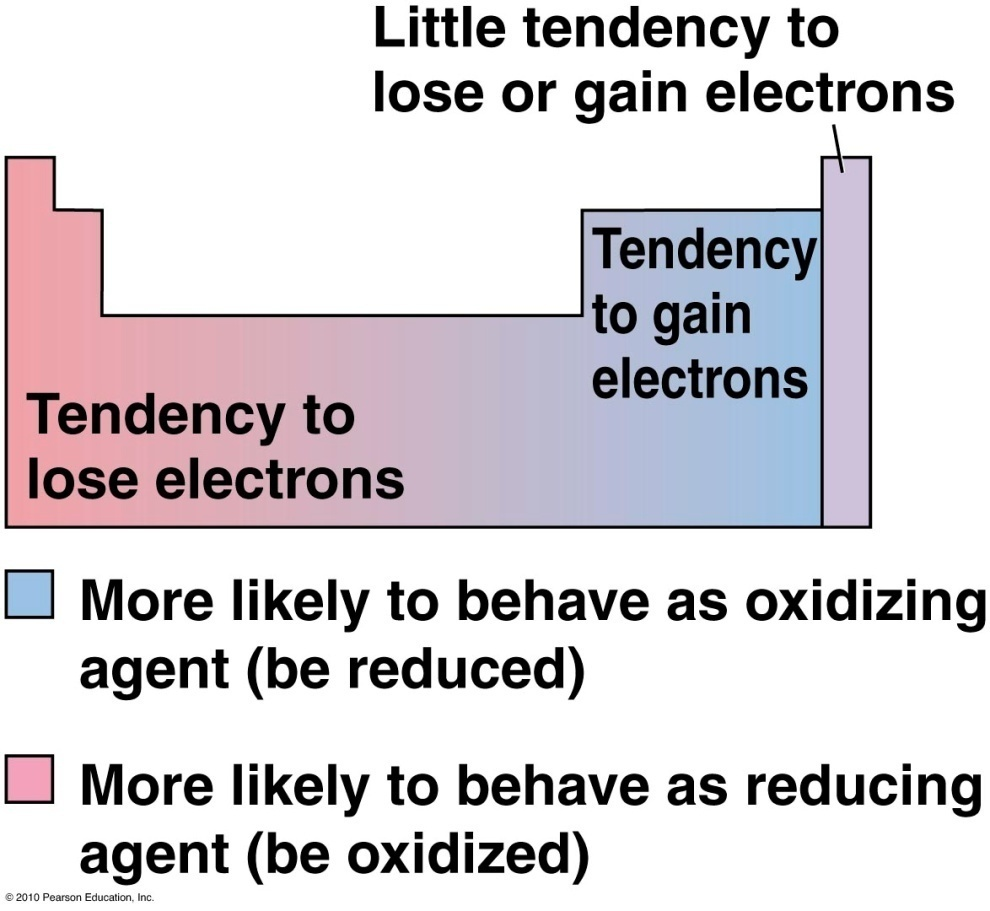 Little tendency to
lose or gain electrons
Tendency
to gain
electrons
Tendency to
lose electrons
More likely to behave as oxidizing
agent (be reduced)
More likely to behave as reducing
agent (be oxidized)
© 2010 Pearson Education, Inc.